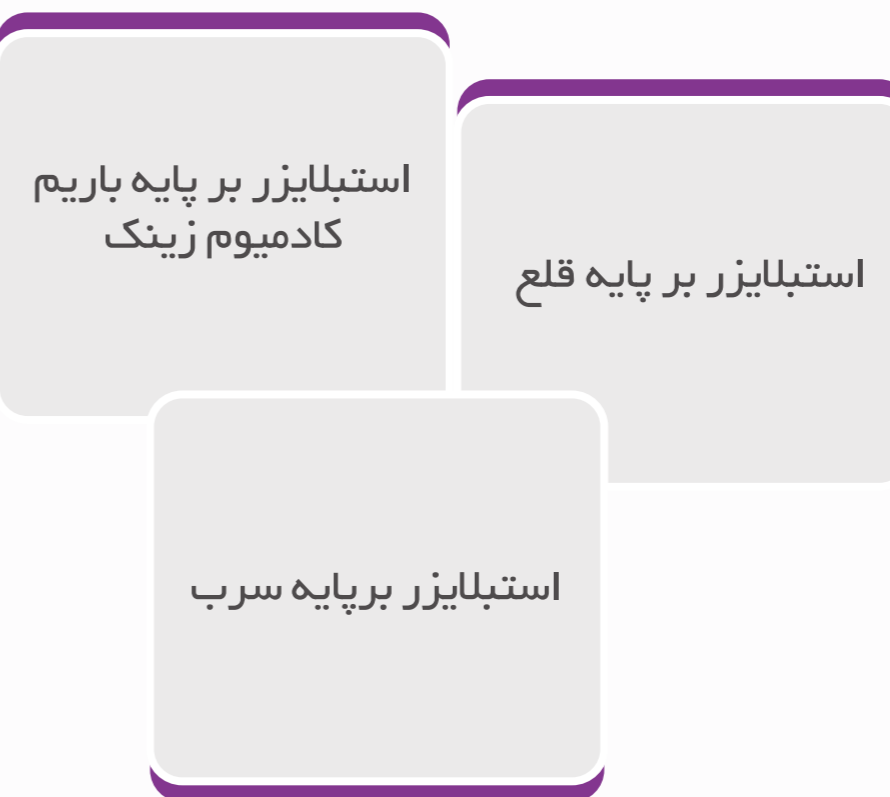 استبلایزر بر پایه باریم
کادمیوم زینک
استبلایزر بر پایه قلع
استبلایزر برپایه سرب